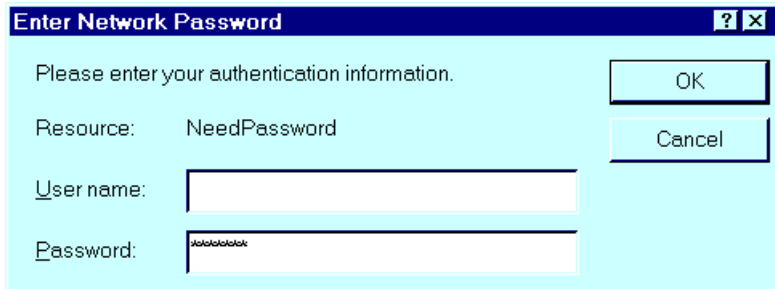 Enter Network Password
Please enter your authentication information.
OK
Resource: NeedPassword
Cancel
User name:
Password: ********